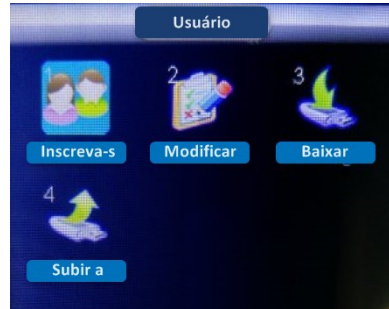 Usuário
1
2
3
Inscreva-s
Modificar
Baixar
4
Subir a